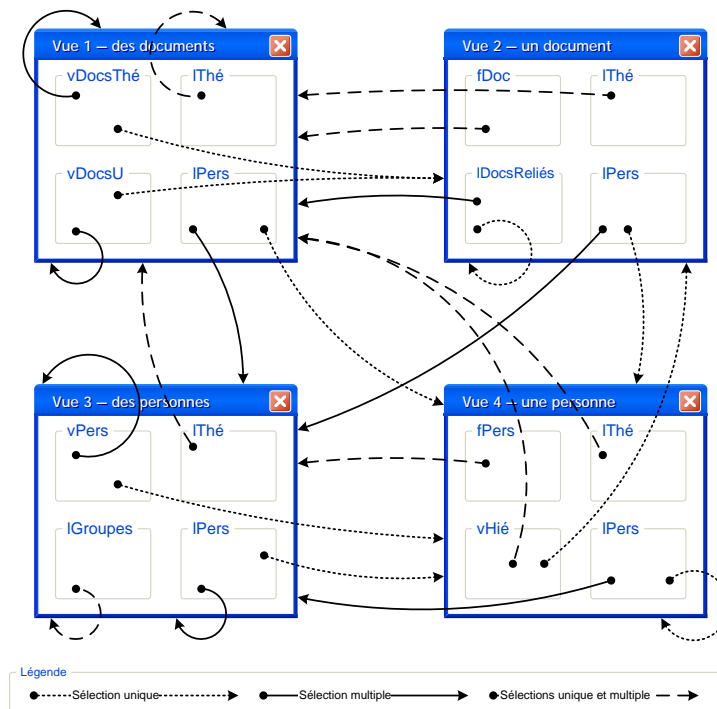 Vue 1 – des documents
vDocsThé
lThé
vDocsU
lPers
Vue 2 – un document
fDoc
lThé
lDocsReliés
lPers
Vue 3 – des personnes
vPers
lThé
lGroupes
lPers
Vue 4 – une personne
fPers
lThé
vHié
lPers
Légende
Sélection unique
Sélection multiple
Sélections unique et multiple